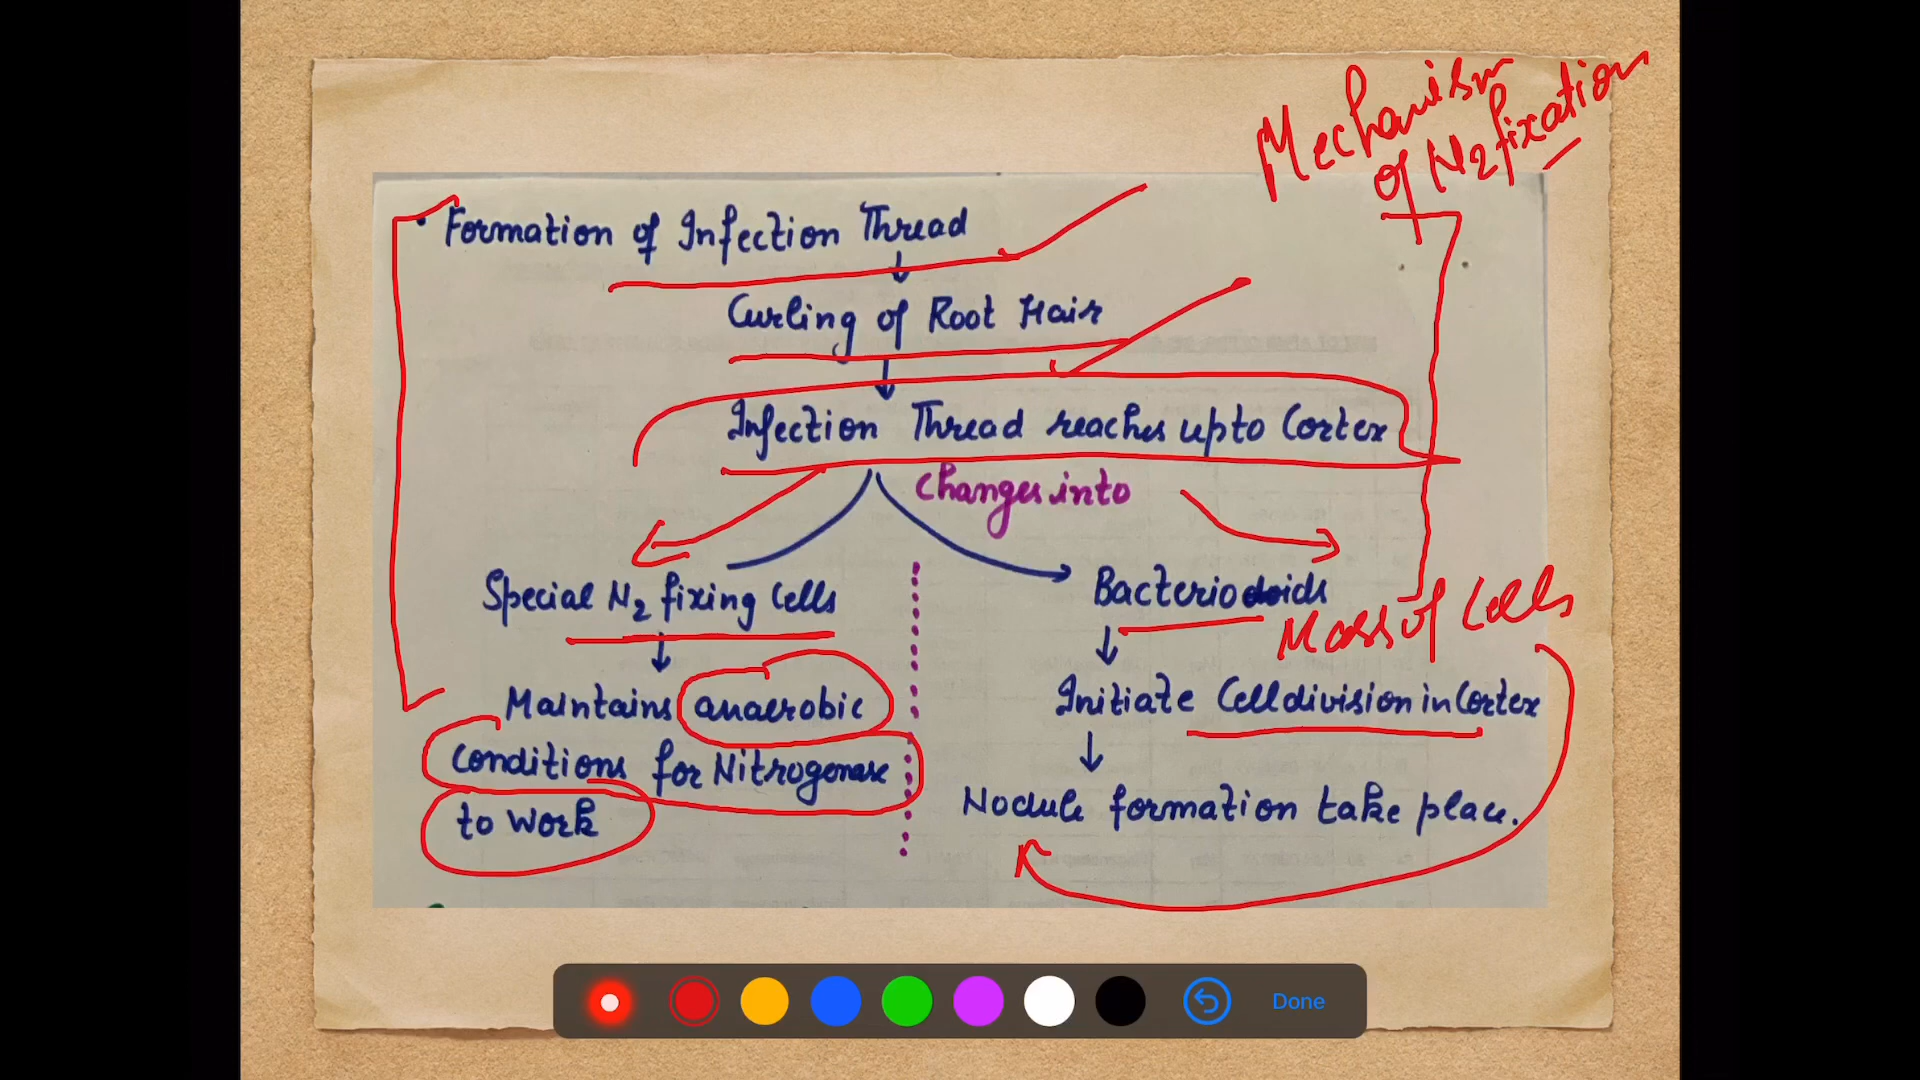 Mechanism
of N2 fixation
• Formation of Infection Thread
Curling of Root Hair
Infection Thread reaches upto Cortex
Changes into
Special N2 fixing Cells
Bacteriodoids
Mass of Cells
Maintains anaerobic
Conditions for Nitrogenase
to Work
Initiate Cell division in Cortex
Nodule formation take place.
Done